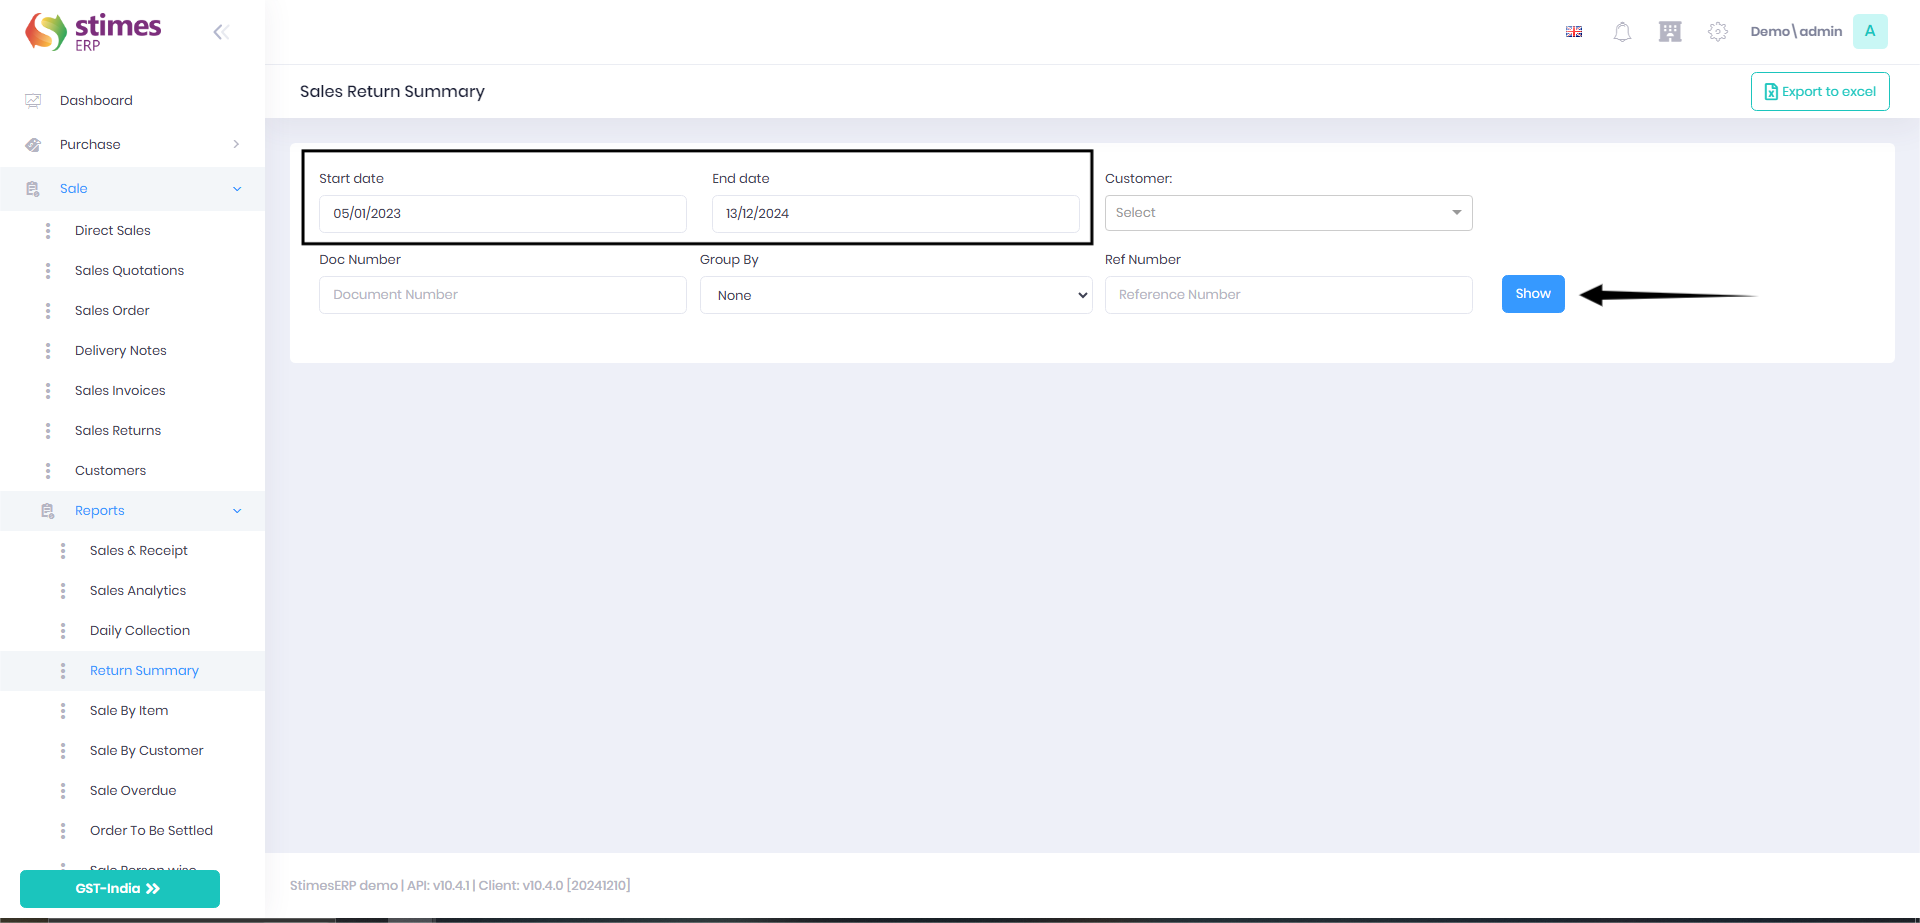 stimes
ERP
Demo\admin
A
Dashboard
Purchase
Sale
Direct Sales
Sales Quotations
Sales Order
Delivery Notes
Sales Invoices
Sales Returns
Customers
Reports
Sales & Receipt
Sales Analytics
Daily Collection
Return Summary
Sale By Item
Sale By Customer
Sale Overdue
Order To Be Settled
Sale Person wise
GST-India
Sales Return Summary
Export to excel
Start date
End date
Customer:
05/01/2023
13/12/2024
Select
Doc Number
Group By
Ref Number
Document Number
None
Reference Number
Show
StimesERP demo | API: v10.4.1 | Client: v10.4.0 [20241210]